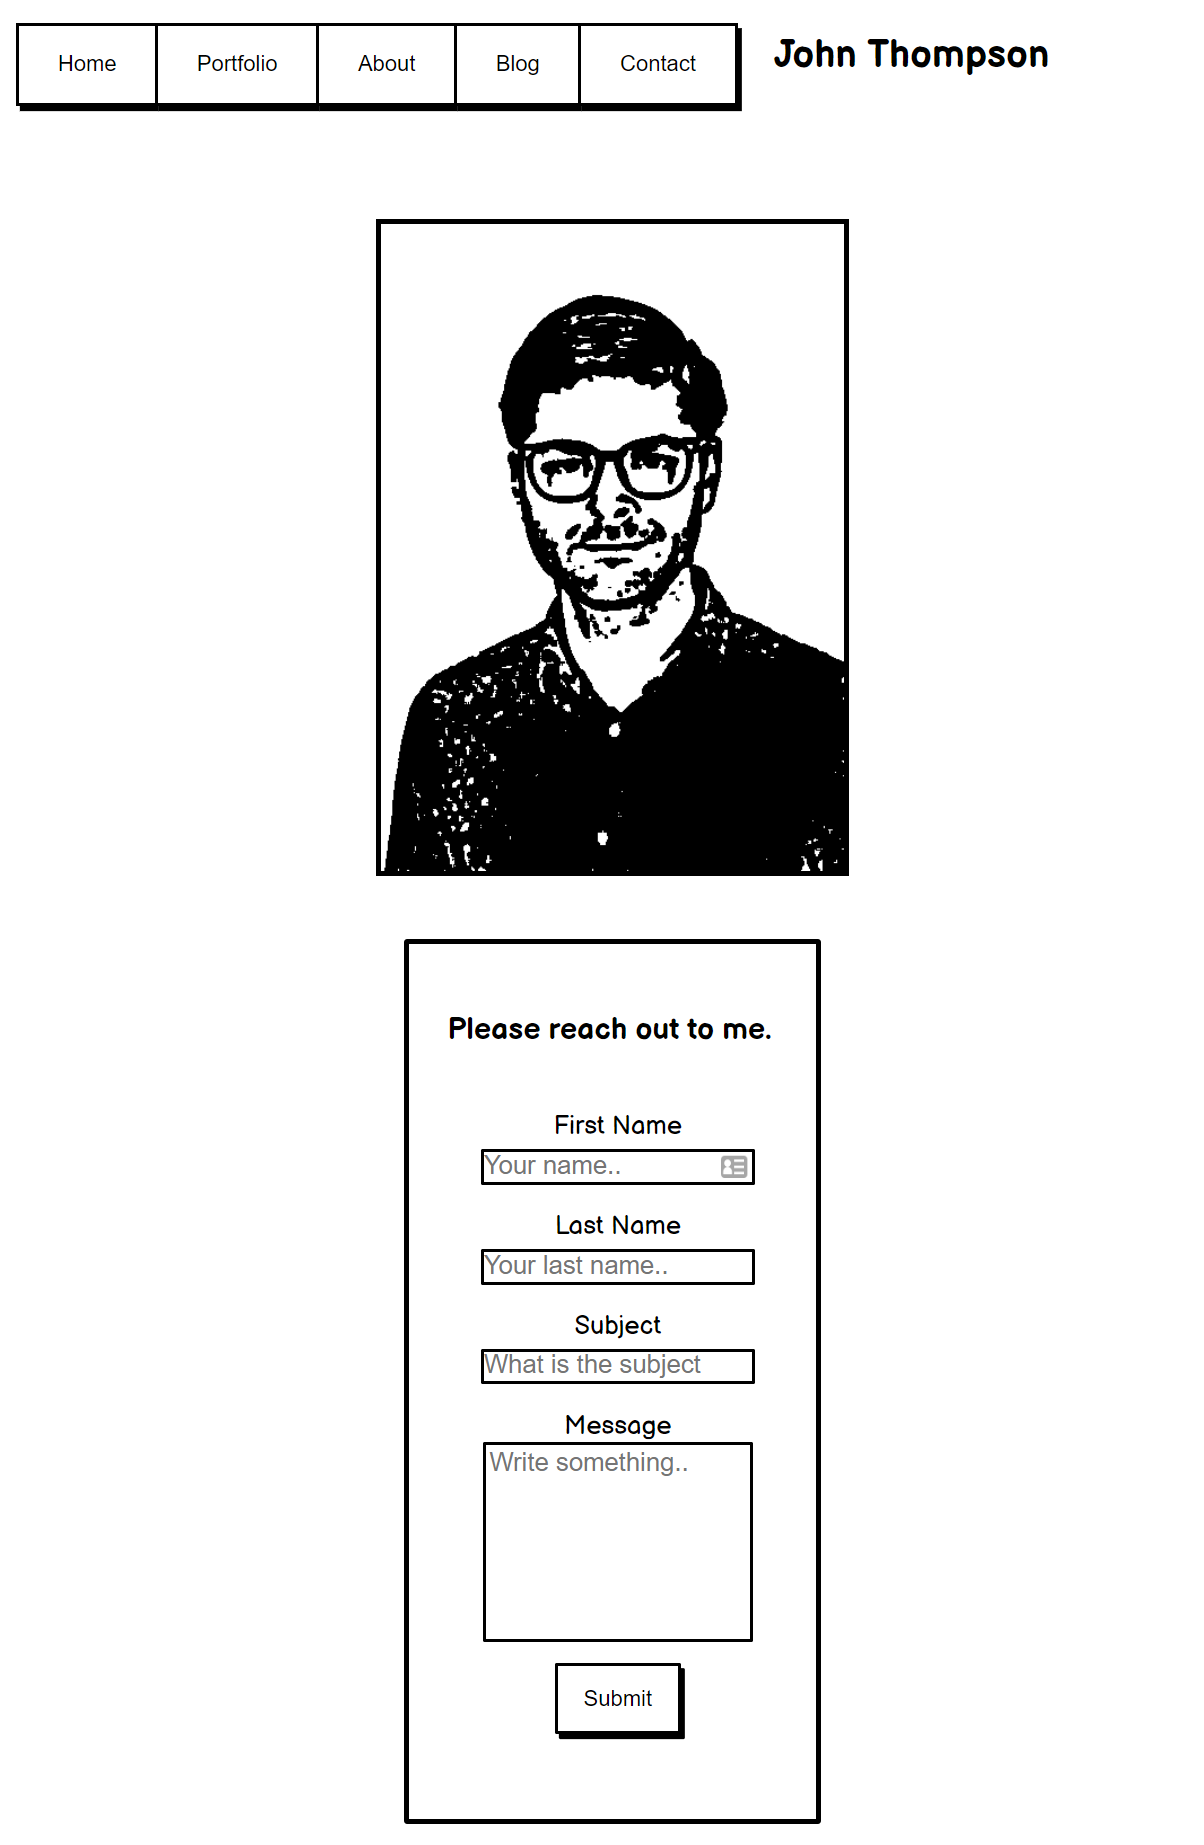 Home Portfolio About Blog Contact John Thompson
Please reach out to me.
First Name
Your name..
Last Name
Your last name..
Subject
What is the subject
Message
Write something..
Submit